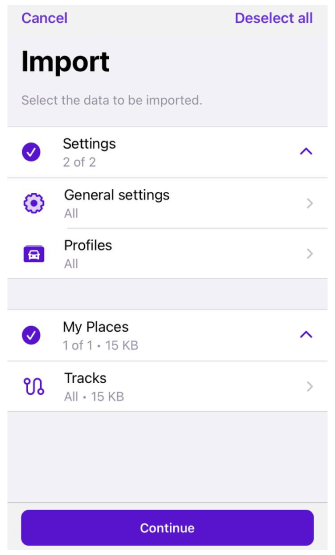 Cancel
Deselect all
Import
Select the data to be imported.
Settings
2 of 2
General settings
All
Profiles
All
My Places
1 of 1 • 15 KB
Tracks
All • 15 KB
Continue